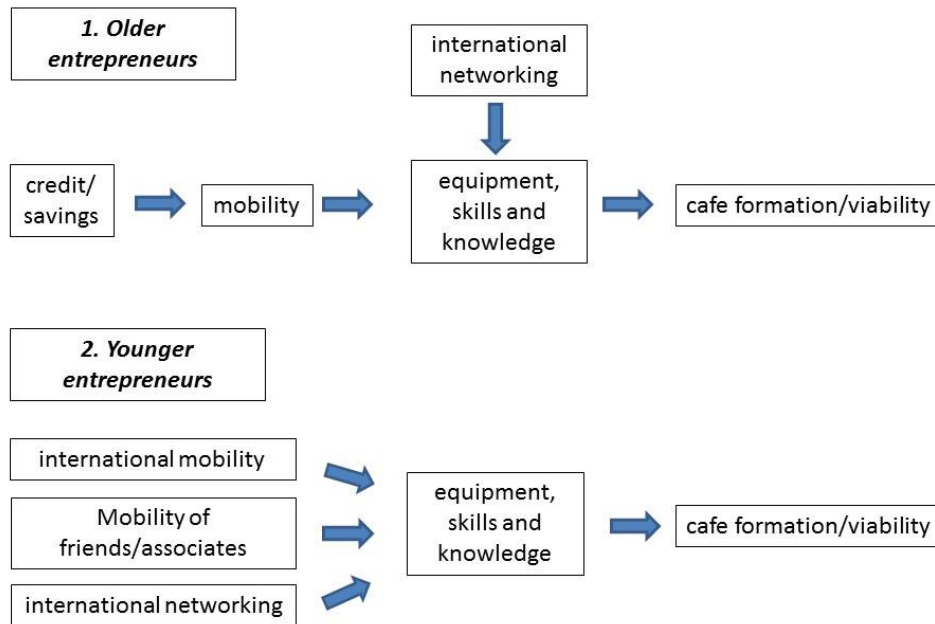 1. Older
entrepreneurs
international
networking
credit/
savings
mobility
equipment,
skills and
knowledge
cafe formation/viability
2. Younger
entrepreneurs
international mobility
Mobility of
friends/associates
international networking
equipment,
skills and
knowledge
cafe formation/viability